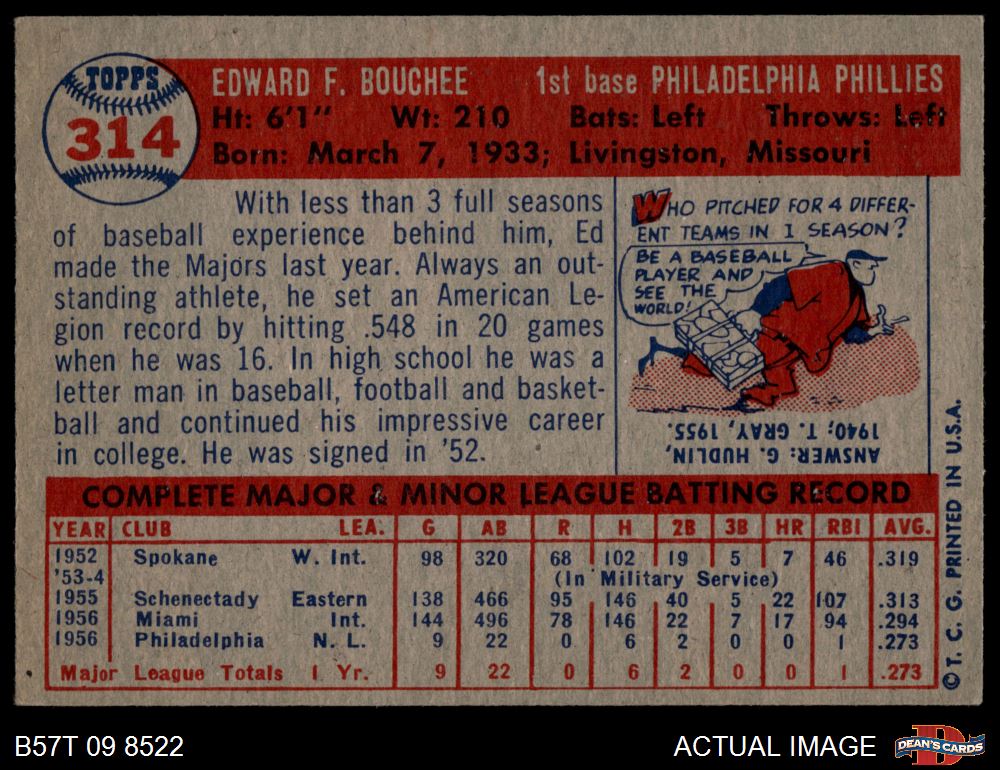 TOPPS
314
EDWARD F. BOUCHEE 1st base PHILADELPHIA PHILLIES
Ht: 6'1" Wt: 210 Bats: Left Throws: Left
Born: March 7, 1933; Livingston, Missouri
With less than 3 full seasons
of baseball experience behind him, Ed
made the Majors last year. Always an out-
standing athlete, he set an American Le-
gion record by hitting .548 in 20 games
when he was 16. In high school he was a
letter man in baseball, football and basket-
ball and continued his impressive career
in college. He was signed in '52.
WHO PITCHED FOR 4 DIFFER-
ENT TEAMS IN 1 SEASON?
BE A BASEBALL
PLAYER AND
SEE THE
WORLD!
ANSWER: G. HUDLIN,
1940; T. GRAY, 1955.
COMPLETE MAJOR & MINOR LEAGUE BATTING RECORD
YEAR CLUB LEA. G AB R H 2B 3B HR RBI AVG.
1952 Spokane W. Int. 98 320 68 102 19 5 7 46 .319
'53-4 (In Military Service)
1955 Schenectady Eastern 138 466 95 146 40 5 22 107 .313
1956 Miami Int. 144 496 78 146 22 7 17 94 .294
1956 Philadelphia N. L. 9 22 0 6 2 0 0 1 .273
Major League Totals 1 Yr. 9 22 0 6 2 0 0 1 .273
© T. C. G. PRINTED IN U.S.A.
B57T 09 8522
ACTUAL IMAGE
D
DEAN'S CARDS